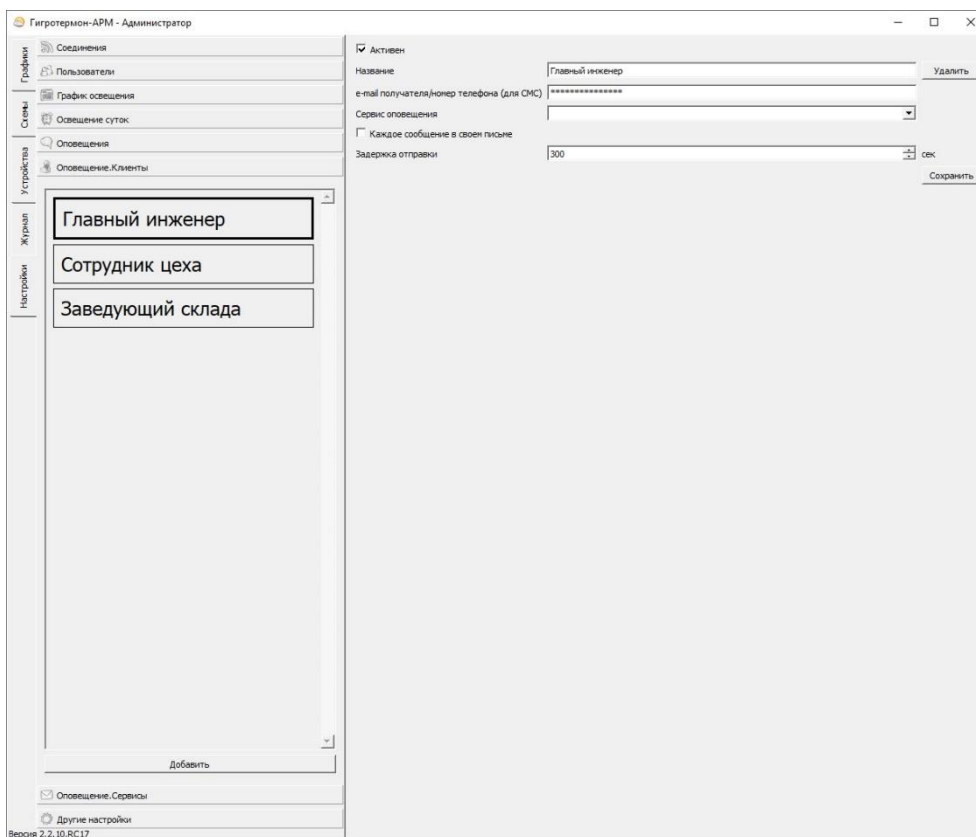 Гигротермон-АРМ - Администратор
Графики
Схемы
Устройства
Журнал
Настройки
Соединения
Пользователи
График освещения
Освещение суток
Оповещения
Оповещение.Клиенты
Главный инженер
Сотрудник цеха
Заведующий склада
Добавить
Оповещение.Сервисы
Другие настройки
Версия 2.2.10.RC17
Активен
Название Главный инженер Удалить
e-mail получателя/номер телефона (для СМС) ***************
Сервис оповещения
Каждое сообщение в своем письме
Задержка отправки 300 сек
Сохранить